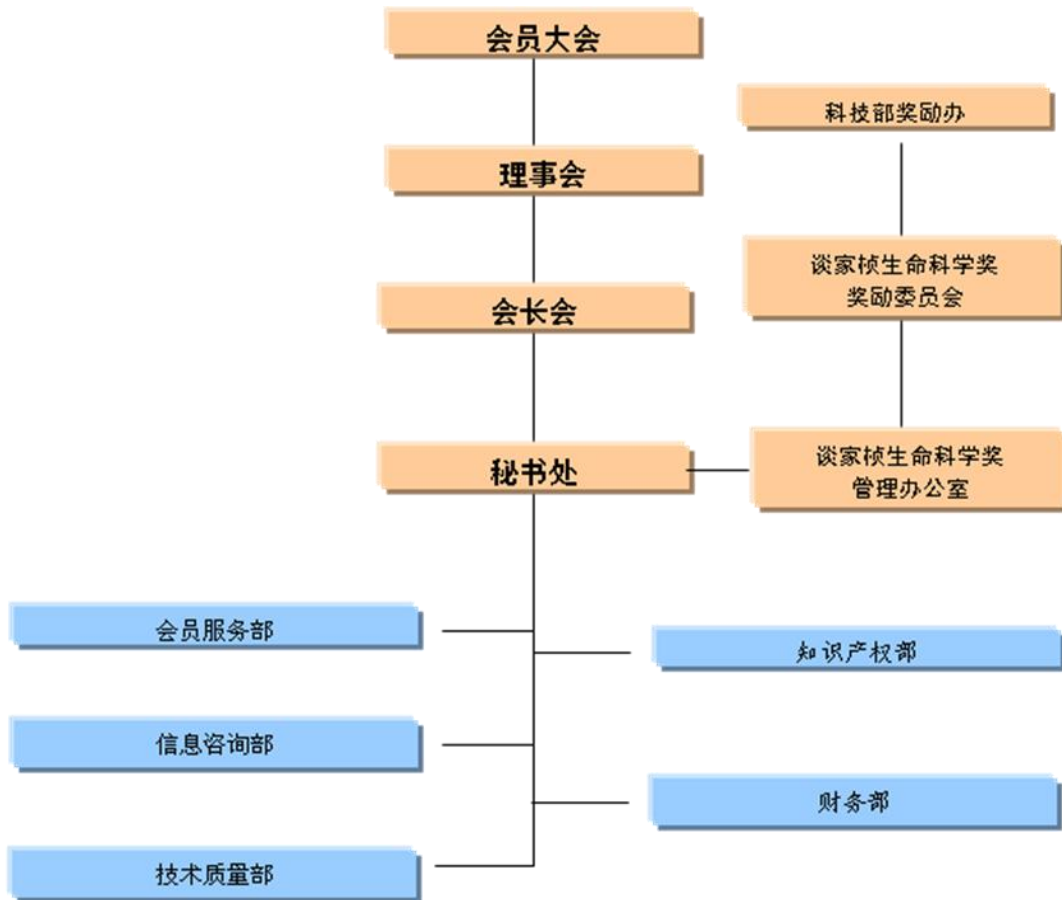 会员大会
科技部奖励办
理事会
谈家桢生命科学奖
奖励委员会
会长会
秘书处
谈家桢生命科学奖
管理办公室
会员服务部
知识产权部
信息咨询部
财务部
技术质量部